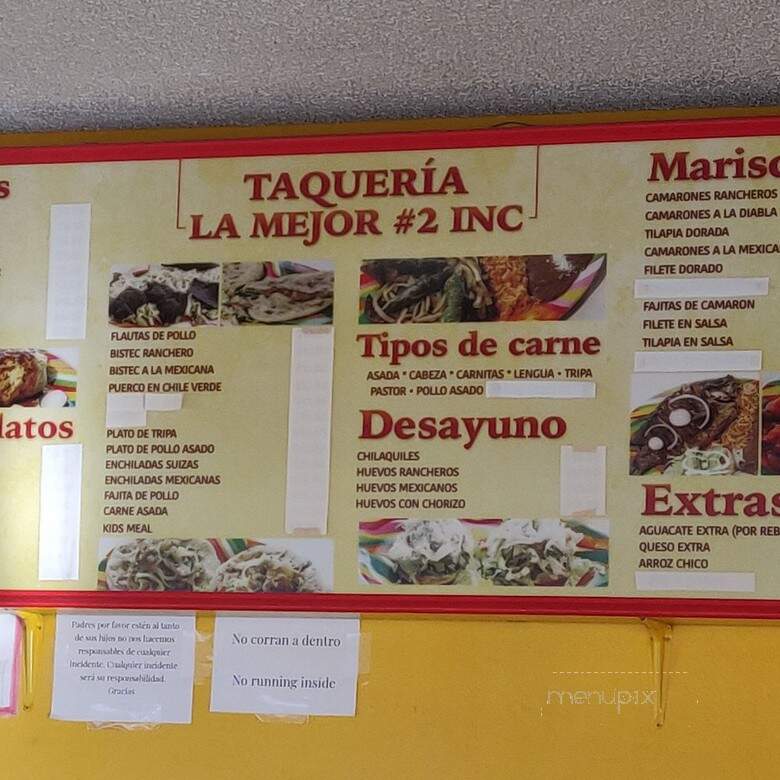 s
TAQUERÍA
LA MEJOR #2 INC
latos
FLAUTAS DE POLLO
BISTEC RANCHERO
BISTEC A LA MEXICANA
PUERCO EN CHILE VERDE
PLATO DE TRIPA
PLATO DE POLLO ASADO
ENCHILADAS SUIZAS
ENCHILADAS MEXICANAS
FAJITA DE POLLO
CARNE ASADA
KIDS MEAL
Tipos de carne
ASADA * CABEZA * CARNITAS * LENGUA • TRIPA
PASTOR • POLLO ASADO
Desayuno
CHILAQUILES
HUEVOS RANCHEROS
HUEVOS MEXICANOS
HUEVOS CON CHORIZO
Marisc
CAMARONES RANCHEROS
CAMARONES A LA DIABLA
TILAPIA DORADA
CAMARONES A LA MEXICA
FILETE DORADO
FAJITAS DE CAMARON
FILETE EN SALSA
TILAPIA EN SALSA
Extras
AGUACATE EXTRA (POR REB
QUESO EXTRA
ARROZ CHICO
Padres por favor estén al tanto
de sus hijos no nos hacemos
responsables de cualquier
incidente. Cualquier incidente
será su responsabilidad.
Gracias
No corran a dentro
No running inside
menupix